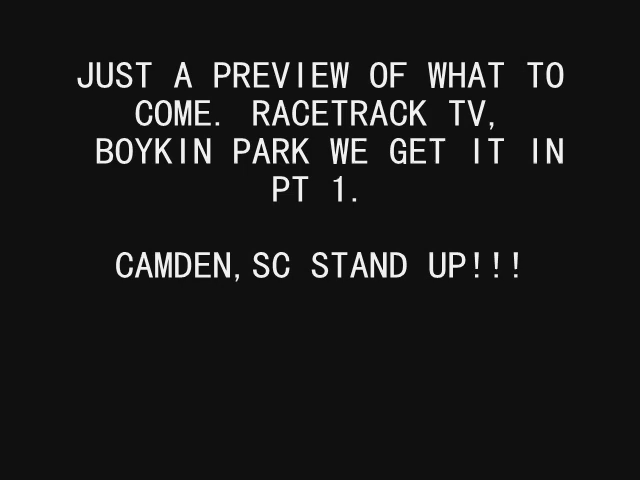 JUST A PREVIEW OF WHAT TO
COME. RACETRACK TV,
BOYKIN PARK WE GET IT IN
PT 1.
CAMDEN,SC STAND UP!!!